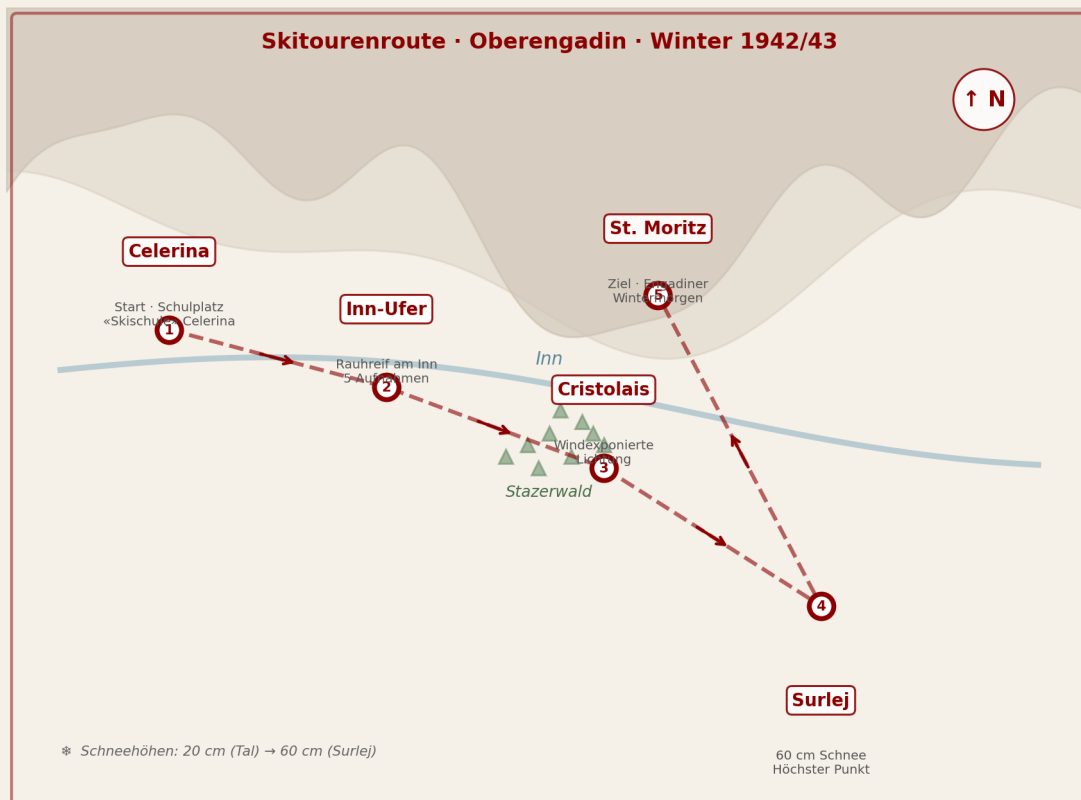 Skitourenroute · Oberengadin · Winter 1942/43
↑ N
Celerina
Start · Schulplatz
«Skischule» Celerina
1
Inn-Ufer
Rauhreif am Inn
5 Aufnahmen
2
Inn
Cristolais
Windexponierte
Lichtung
3
Stazerwald
St. Moritz
Ziel · Engadiner
Wintermorgen
5
4
Surlej
60 cm Schnee
Höchster Punkt
❄ Schneehöhen: 20 cm (Tal) → 60 cm (Surlej)